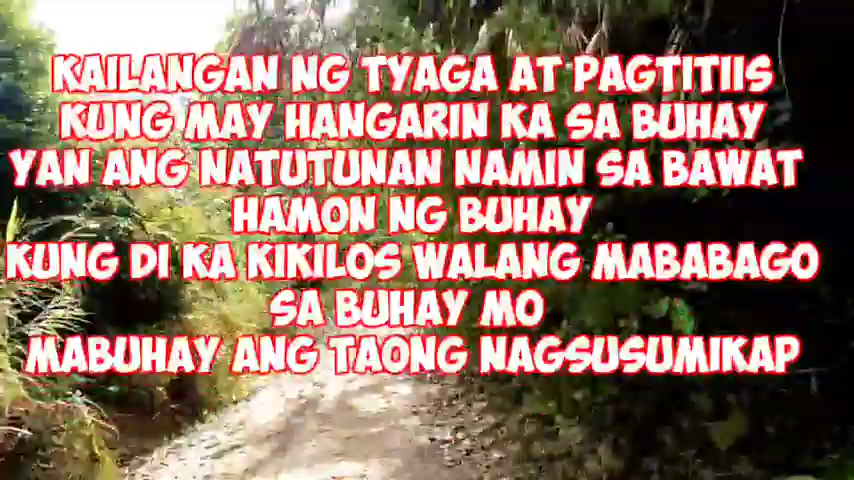 KAILANGAN NG TYAGA AT PAGTITIIS
KUNG MAY HANGARIN KA SA BUHAY
YAN ANG NATUTUNAN NAMIN SA BAWAT
HAMON NG BUHAY
KUNG DI KA KIKILOS WALANG MABABAGO
SA BUHAY MO
MABUHAY ANG TAONG NAGSUSUMIKAP